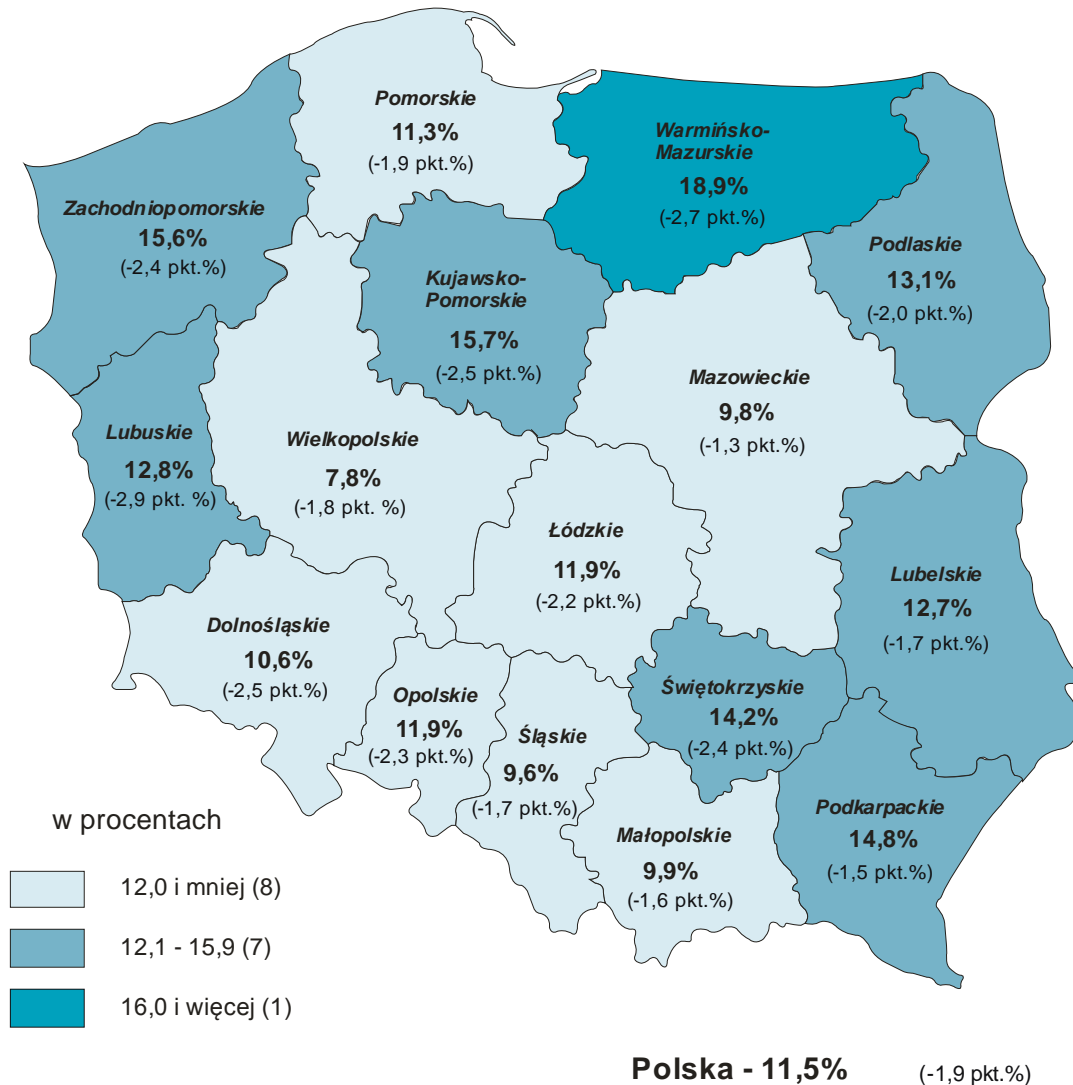 Pomorskie
11,3%
(-1,9 pkt.%)
Warmińsko-
Mazurskie
18,9%
(-2,7 pkt.%)
Zachodniopomorskie
15,6%
(-2,4 pkt.%)
Podlaskie
13,1%
(-2,0 pkt.%)
Kujawsko-
Pomorskie
15,7%
(-2,5 pkt.%)
Mazowieckie
9,8%
(-1,3 pkt.%)
Lubuskie
12,8%
(-2,9 pkt. %)
Wielkopolskie
7,8%
(-1,8 pkt. %)
Łódzkie
11,9%
(-2,2 pkt.%)
Lubelskie
12,7%
(-1,7 pkt.%)
Dolnośląskie
10,6%
(-2,5 pkt.%)
Opolskie
11,9%
(-2,3 pkt.%)
Śląskie
9,6%
(-1,7 pkt.%)
Świętokrzyskie
14,2%
(-2,4 pkt.%)
Małopolskie
9,9%
(-1,6 pkt.%)
Podkarpackie
14,8%
(-1,5 pkt.%)
w procentach
12,0 i mniej (8)
12,1 - 15,9 (7)
16,0 i więcej (1)
Polska - 11,5% (-1,9 pkt.%)